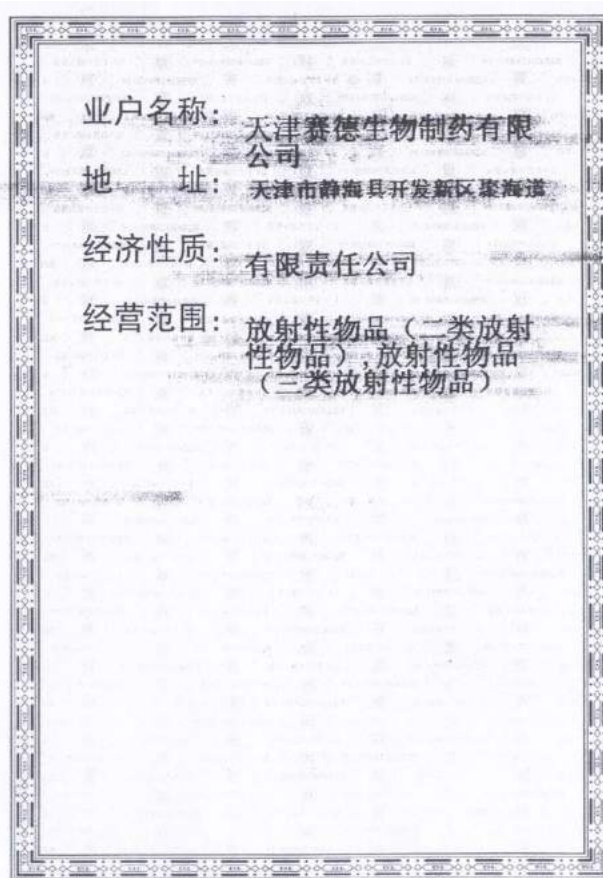 业户名称:
天津赛德生物制药有限
公司
地 址:
天津市静海县开发新区聚海道
经济性质:
有限责任公司
经营范围:
放射性物品(二类放射
性物品),放射性物品
(三类放射性物品)